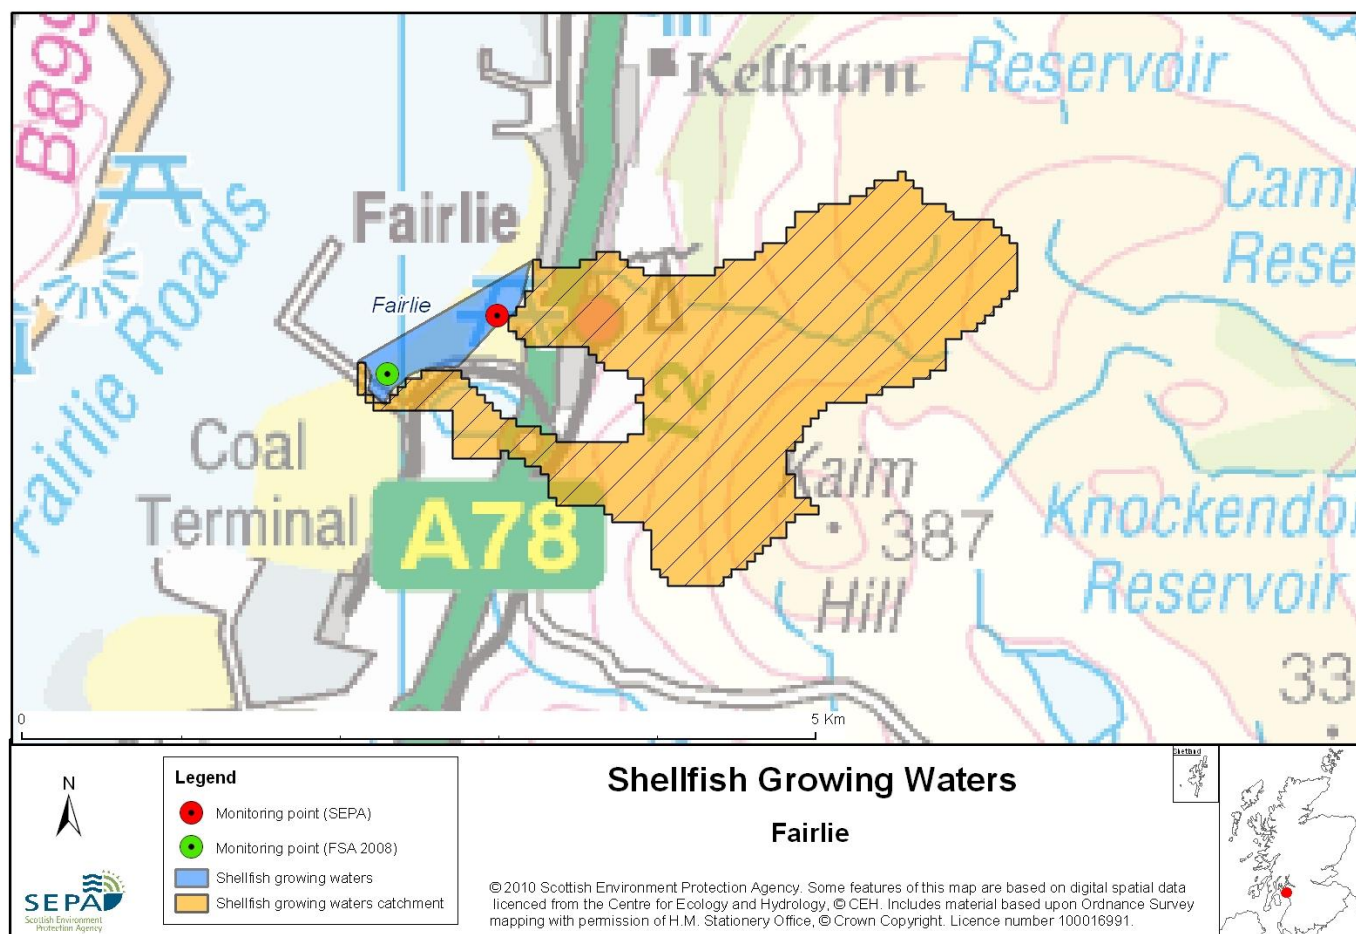 B899
Kelburn
Reservoir
Fairlie
Fairlie
Fairlie Roads
Camp
Rese
Coal
Terminal
A78
12
Kaim
387
Hill
Knockendo
Reservoir
33
0
5 Km
N
SEPA
Scottish Environment
Protection Agency
Legend
Monitoring point (SEPA)
Monitoring point (FSA 2008)
Shellfish growing waters
Shellfish growing waters catchment
Shellfish Growing Waters
Fairlie
© 2010 Scottish Environment Protection Agency. Some features of this map are based on digital spatial data
licenced from the Centre for Ecology and Hydrology, © CEH. Includes material based upon Ordnance Survey
mapping with permission of H.M. Stationery Office, © Crown Copyright. Licence number 100016991.
Shetland